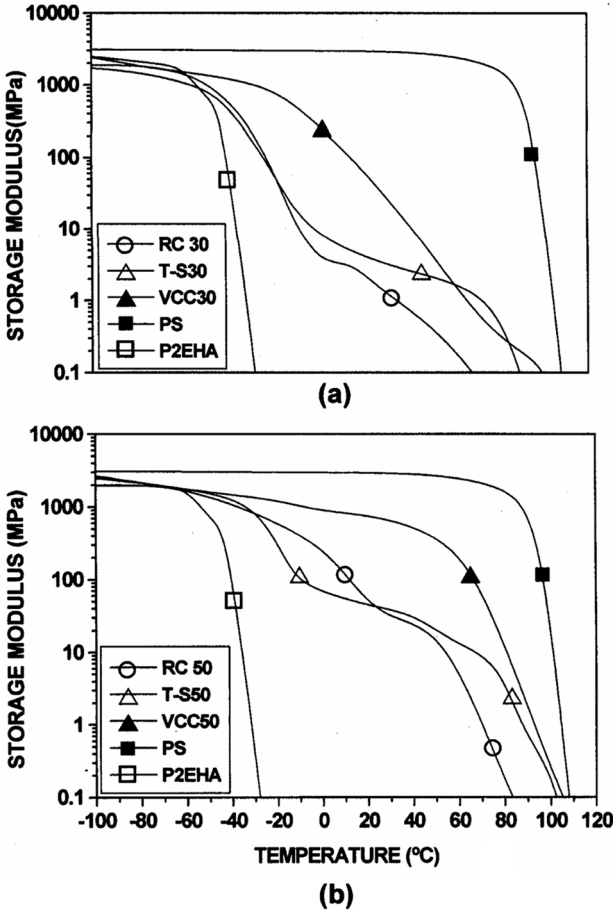 10000
1000
100
10
1
0.1
STORAGE MODULUS(MPa)
RC 30
T-S30
VCC30
PS
P2EHA
(a)
10000
1000
100
10
1
0.1
STORAGE MODULUS (MPa)
RC 50
T-S50
VCC50
PS
P2EHA
-100 -80 -60 -40 -20 0 20 40 60 80 100 120
TEMPERATURE (ºC)
(b)